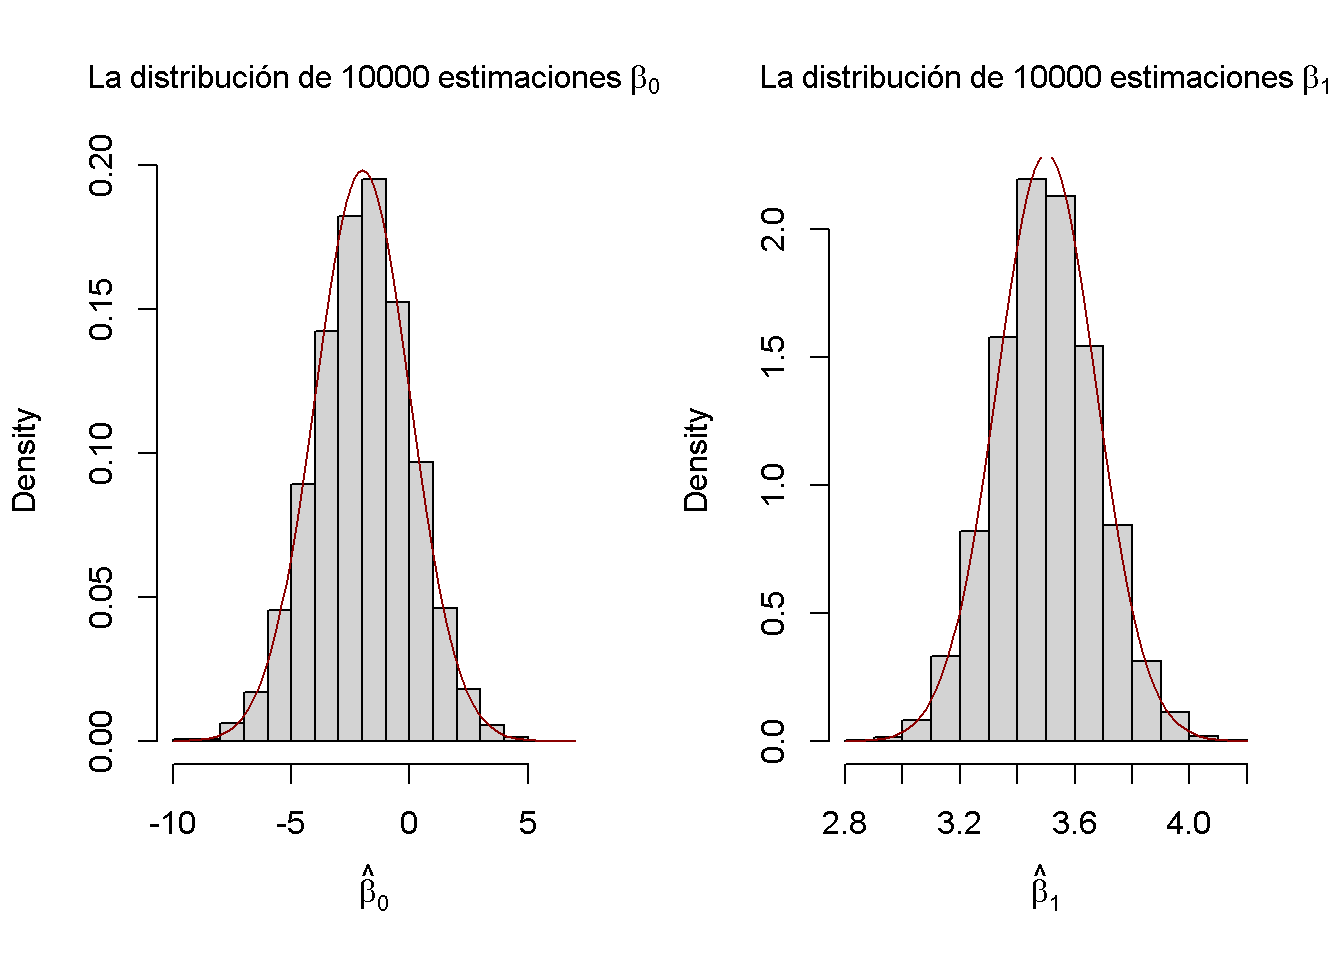 La distribución de 10000 estimaciones β0
Density
0.00 0.05 0.10 0.15 0.20
-10 -5 0 5
β̂0
La distribución de 10000 estimaciones β1
Density
0.0 0.5 1.0 1.5 2.0
2.8 3.2 3.6 4.0
β̂1